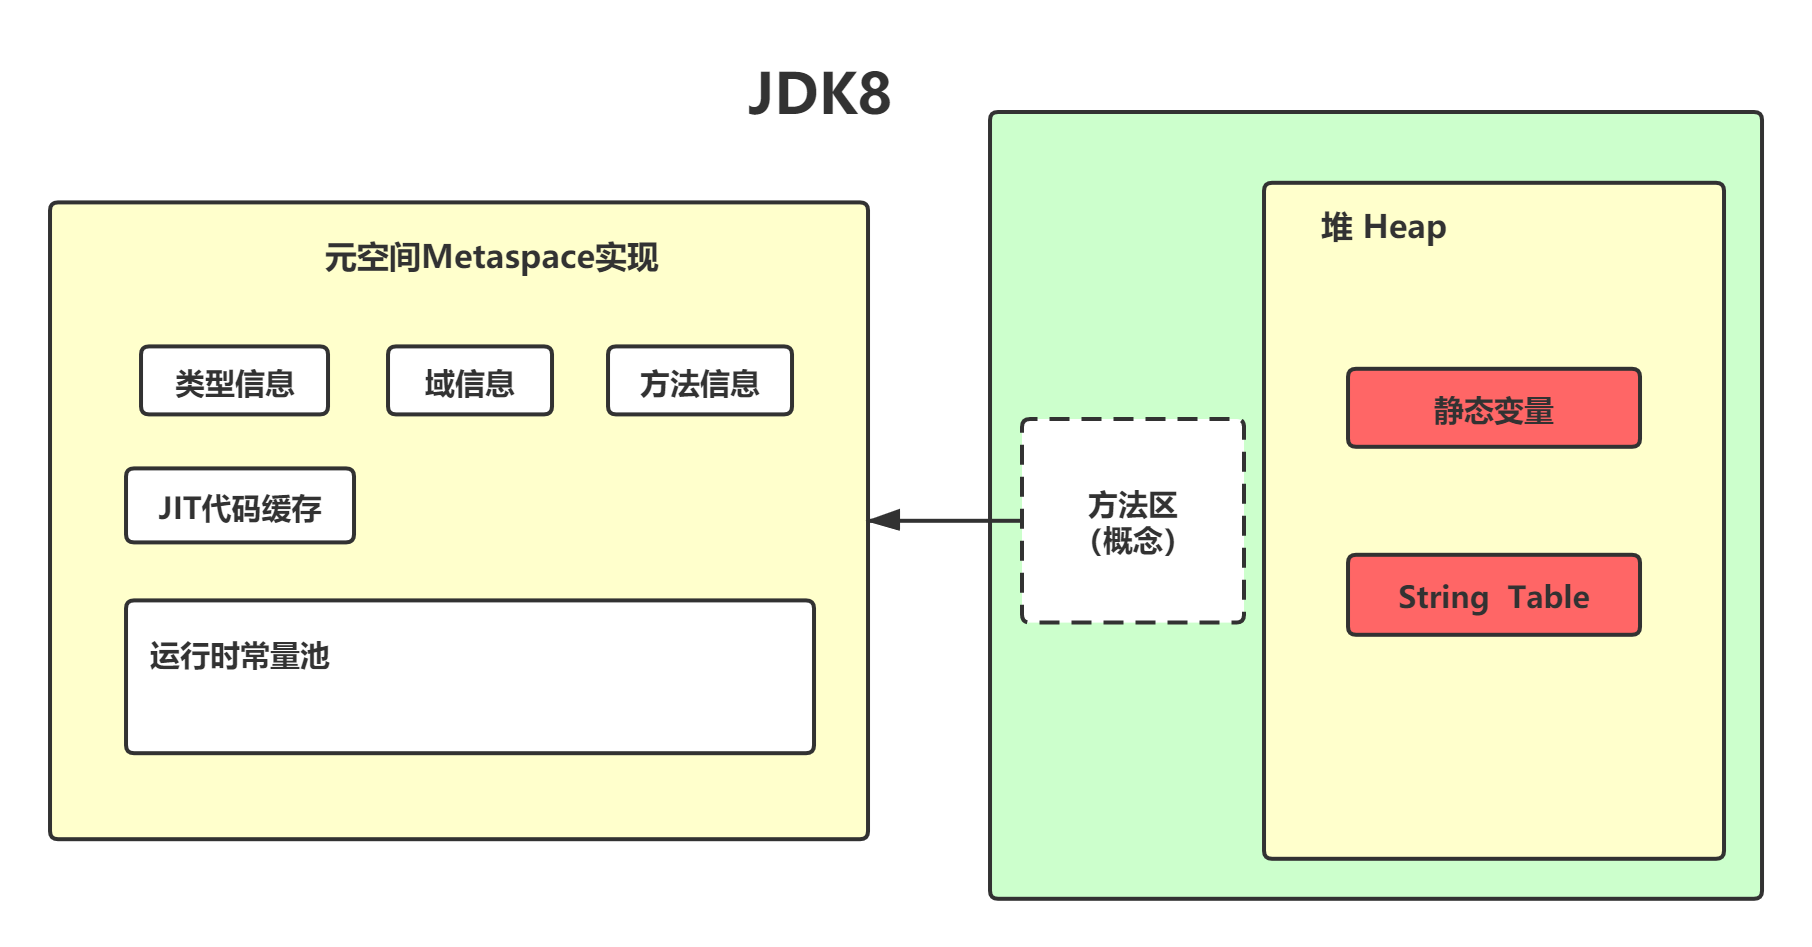 JDK8
元空间Metaspace实现
类型信息
域信息
方法信息
JIT代码缓存
运行时常量池
方法区
（概念）
堆 Heap
静态变量
String Table